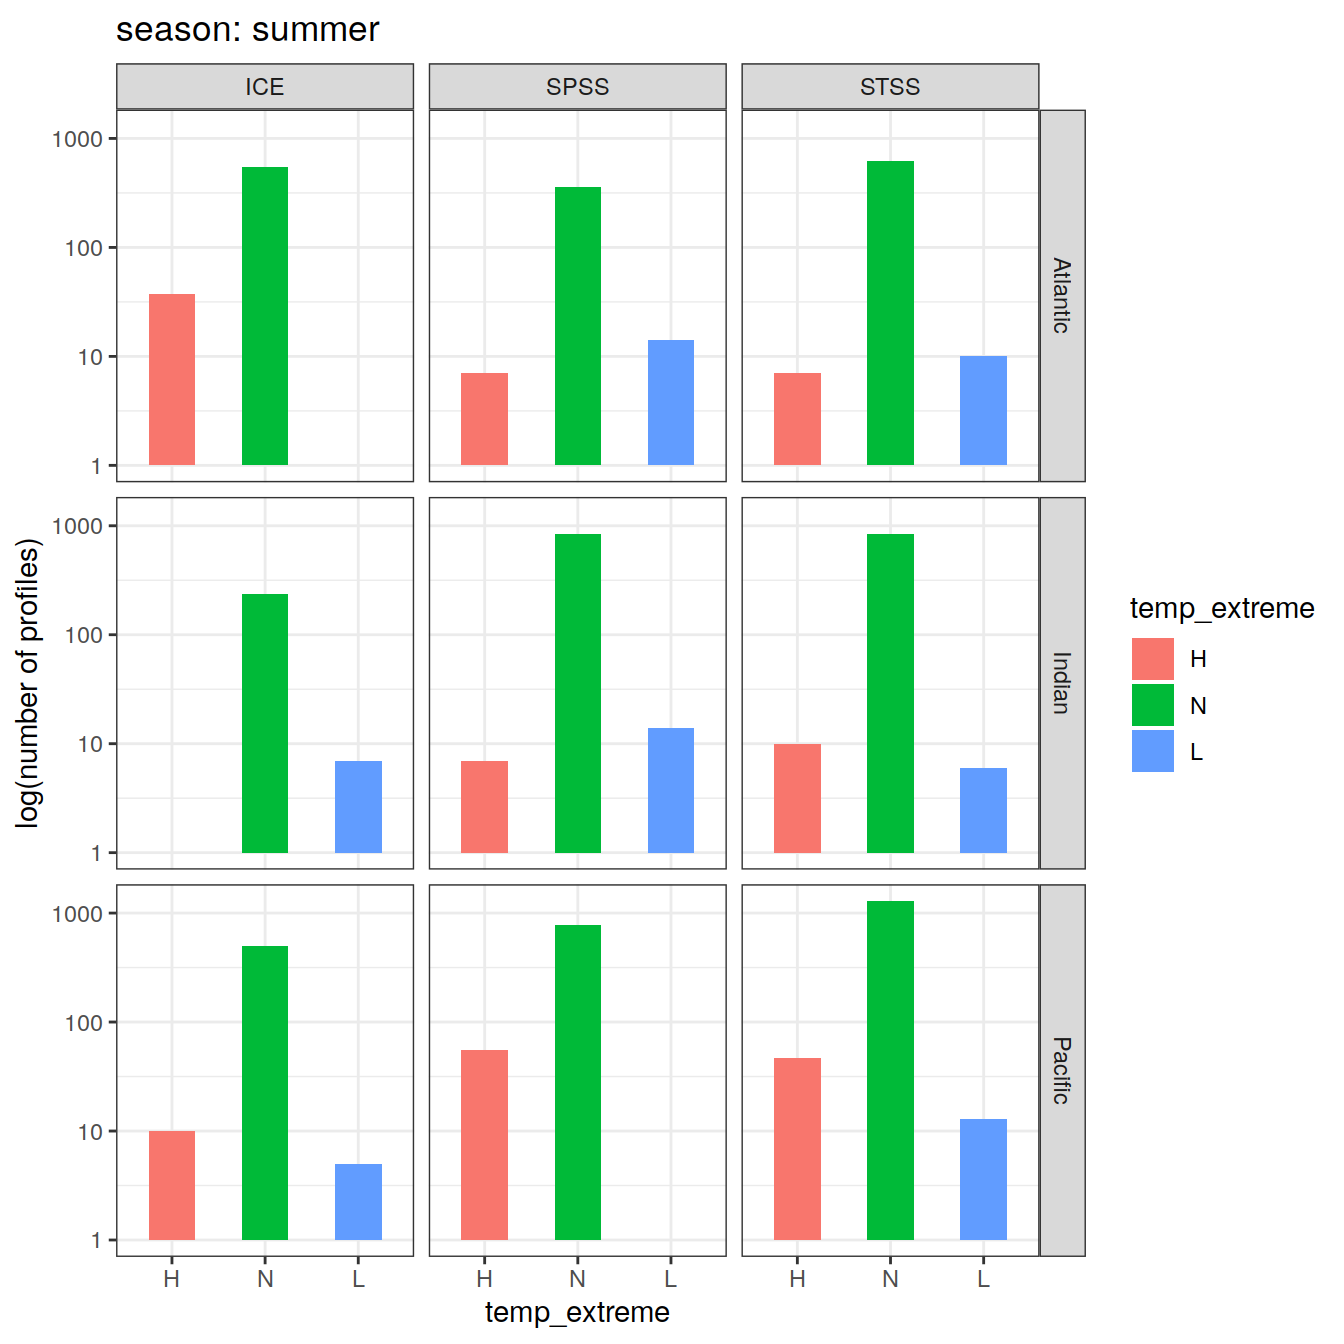 season: summer
ICE SPSS STSS
1000
100
10
1
Atlantic
1000
100
10
1
Indian
1000
100
10
1
Pacific
H N L H N L H N L
temp_extreme
log(number of profiles)
temp_extreme
H
N
L